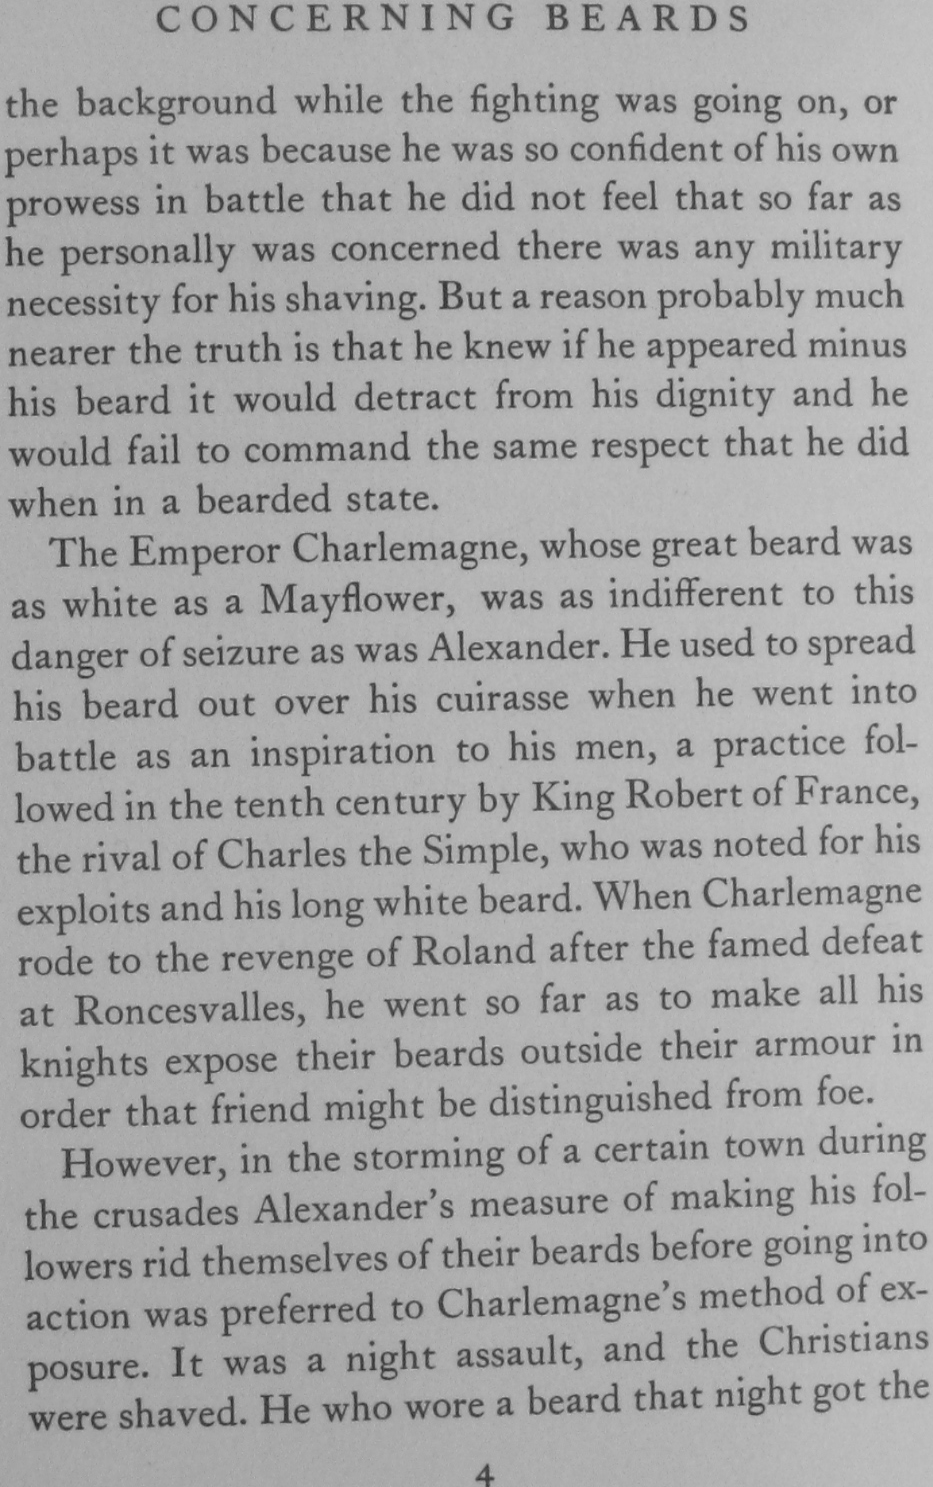 CONCERNING BEARDS
the background while the fighting was going on, or
perhaps it was because he was so confident of his own
prowess in battle that he did not feel that so far as
he personally was concerned there was any military
necessity for his shaving. But a reason probably much
nearer the truth is that he knew if he appeared minus
his beard it would detract from his dignity and he
would fail to command the same respect that he did
when in a bearded state.
The Emperor Charlemagne, whose great beard was
as white as a Mayflower, was as indifferent to this
danger of seizure as was Alexander. He used to spread
his beard out over his cuirasse when he went into
battle as an inspiration to his men, a practice fol-
lowed in the tenth century by King Robert of France,
the rival of Charles the Simple, who was noted for his
exploits and his long white beard. When Charlemagne
rode to the revenge of Roland after the famed defeat
at Roncesvalles, he went so far as to make all his
knights expose their beards outside their armour in
order that friend might be distinguished from foe.
However, in the storming of a certain town during
the crusades Alexander's measure of making his fol-
lowers rid themselves of their beards before going into
action was preferred to Charlemagne's method of ex-
posure. It was a night assault, and the Christians
were shaved. He who wore a beard that night got the
4